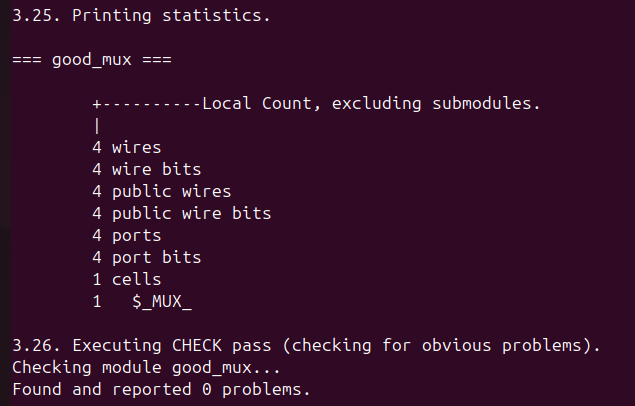 3.25. Printing statistics.
=== good_mux ===
+----------Local Count, excluding submodules.
|
4 wires
4 wire bits
4 public wires
4 public wire bits
4 ports
4 port bits
1 cells
1   $_MUX_
3.26. Executing CHECK pass (checking for obvious problems).
Checking module good_mux...
Found and reported 0 problems.